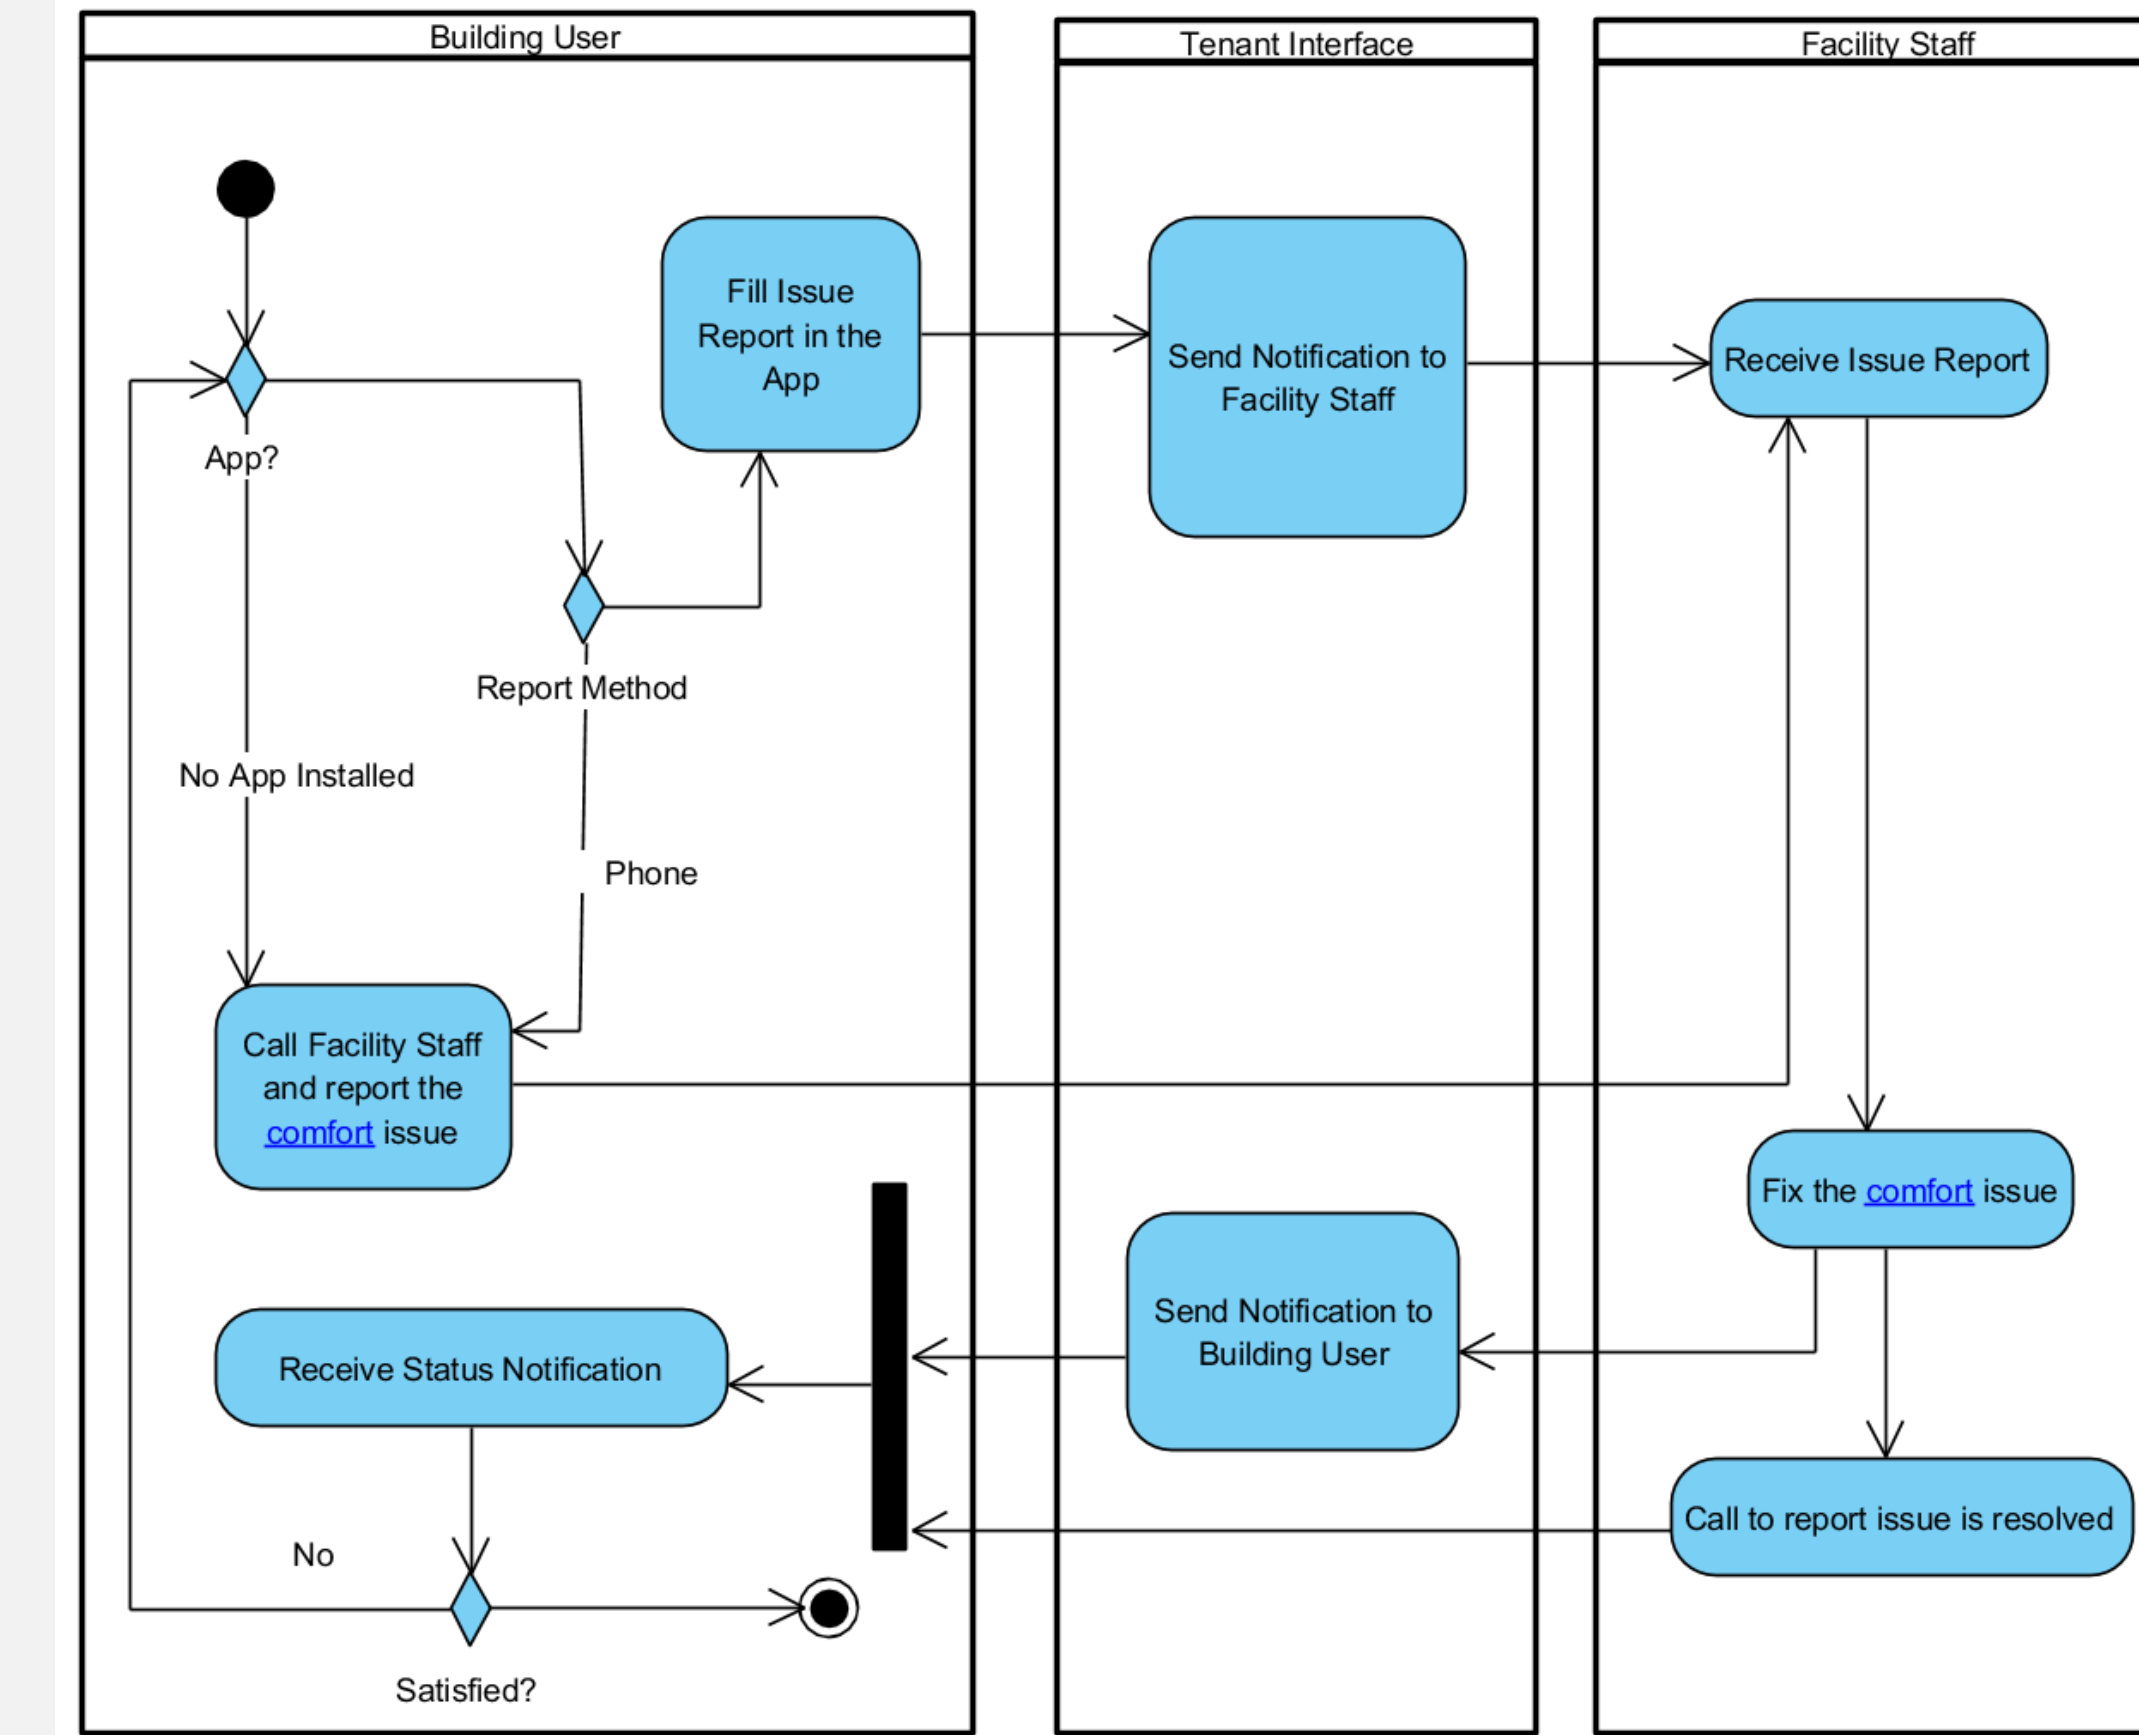 Building User
Tenant Interface
Facility Staff
Fill Issue
Report in the
App
Send Notification to
Facility Staff
Receive Issue Report
App?
Report Method
No App Installed
Phone
Call Facility Staff
and report the
comfort issue
Fix the comfort issue
Send Notification to
Building User
Receive Status Notification
Call to report issue is resolved
No
Satisfied?